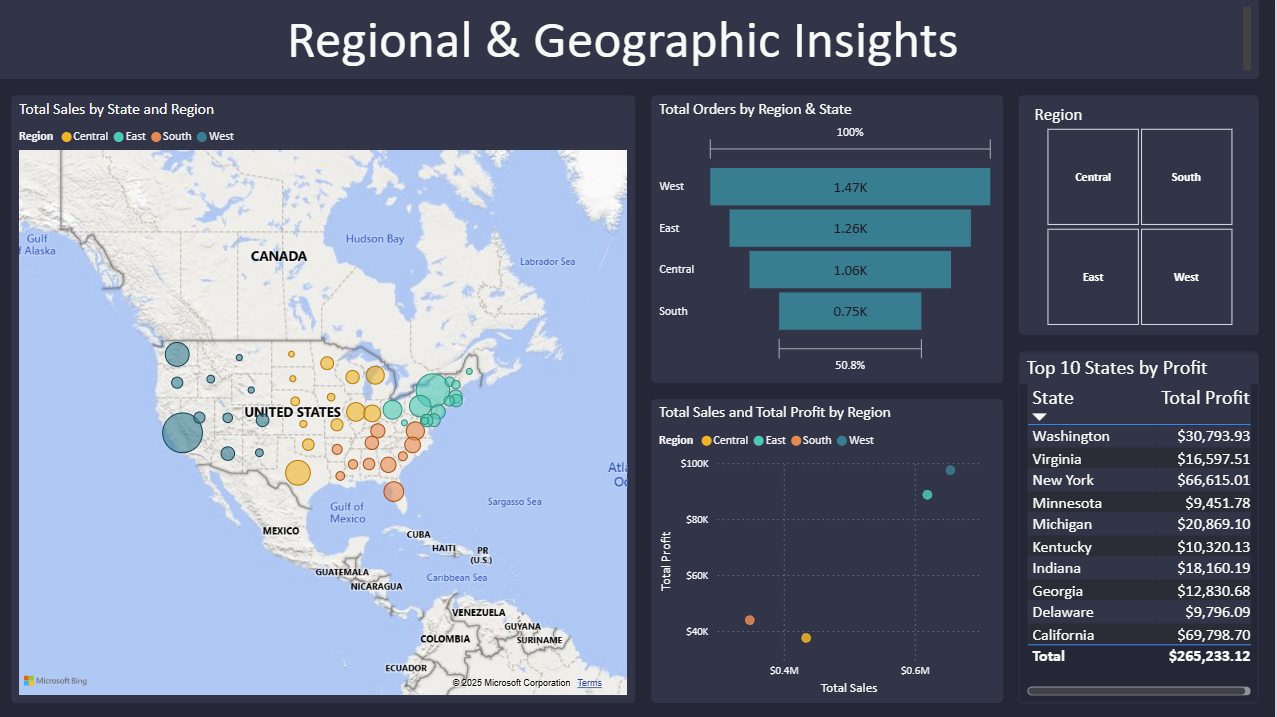 Regional & Geographic Insights
Total Sales by State and Region
Region Central East South West
Gulf
f Alaska
Hudson Bay
CANADA
Labrador Sea
UNITED STATES
Atla
Oc
Gulf of
Mexico
Sargasso Sea
MEXICO
CUBA
HAITI
PR
(U.S.)
GUATEMALA
Caribbean Sea
NICARAGUA
VENEZUELA
GUYANA
COLOMBIA
SURINAME
ECUADOR
Microsoft Bing
© 2025 Microsoft Corporation Terms
Total Orders by Region & State
100%
West 1.47K
East 1.26K
Central 1.06K
South 0.75K
50.8%
Total Sales and Total Profit by Region
Region Central East South West
Total Profit
$100K
$80K
$60K
$40K
$0.4M $0.6M
Total Sales
Region
Central South
East West
Top 10 States by Profit
State Total Profit
Washington $30,793.93
Virginia $16,597.51
New York $66,615.01
Minnesota $9,451.78
Michigan $20,869.10
Kentucky $10,320.13
Indiana $18,160.19
Georgia $12,830.68
Delaware $9,796.09
California $69,798.70
Total $265,233.12